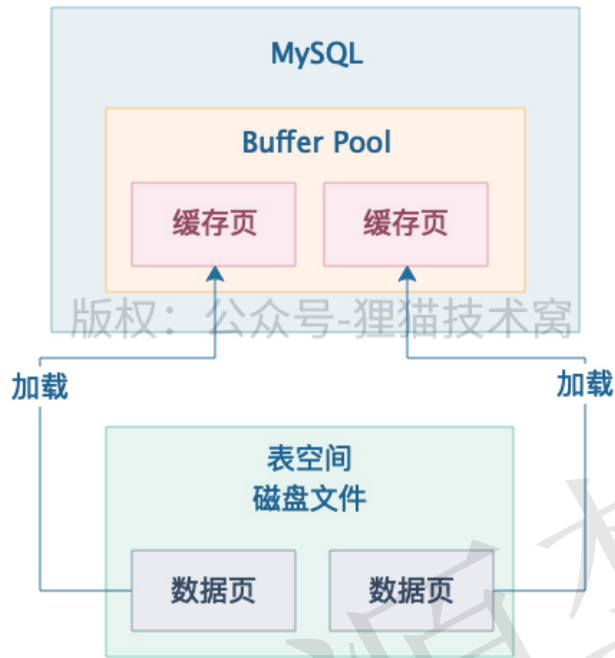 MySQL
Buffer Pool
缓存页
缓存页
版权：公众号-狸猫技术窝
加载
加载
表空间
磁盘文件
数据页
数据页